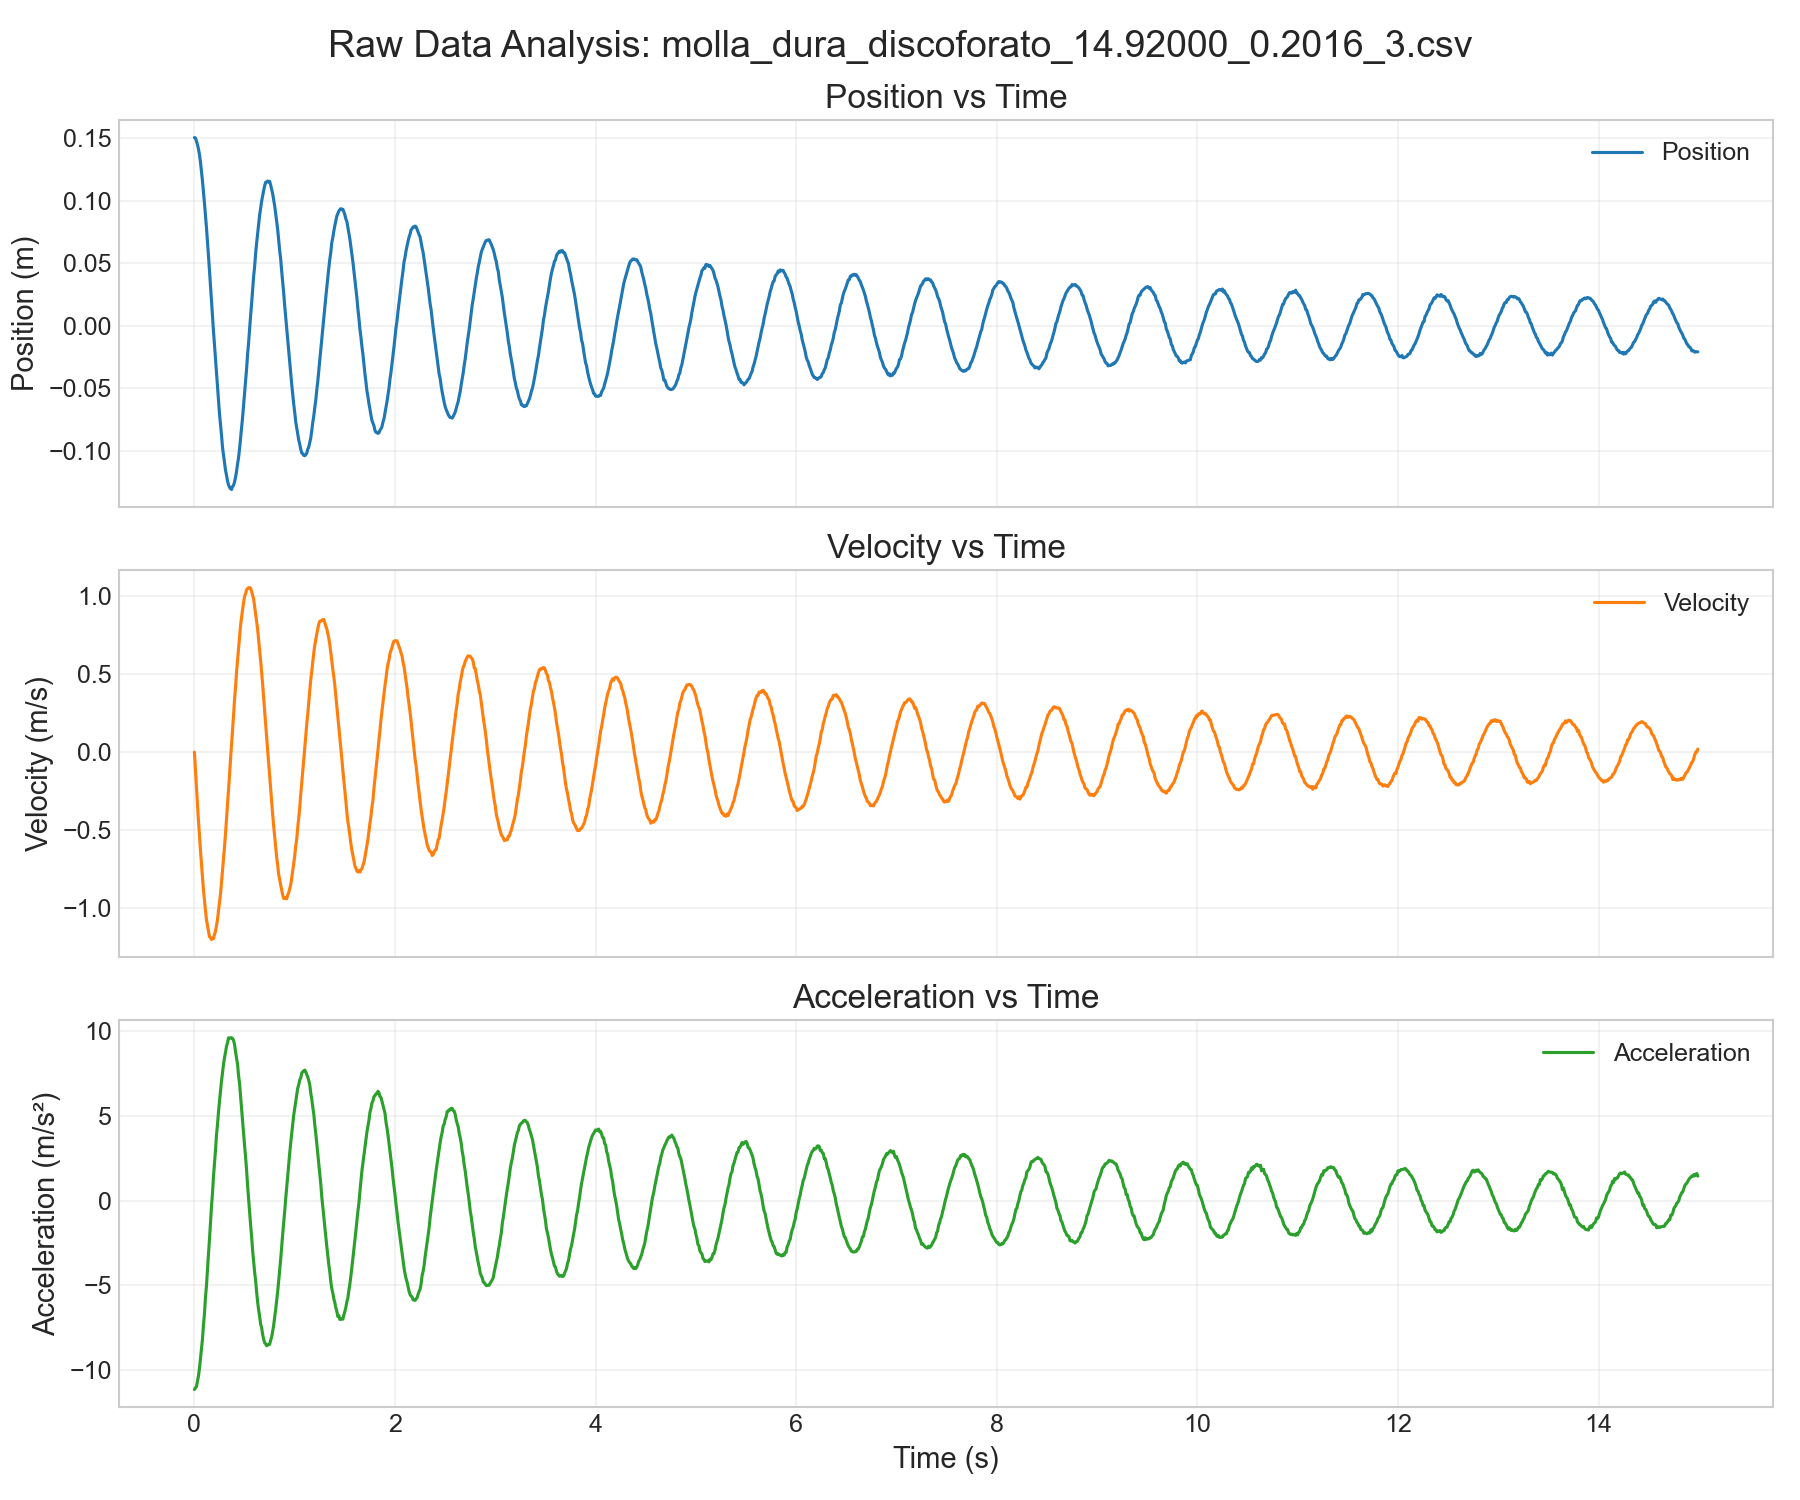 Raw Data Analysis: molla_dura_discoforato_14.92000_0.2016_3.csv
Position vs Time
Position (m)
0.15
0.10
0.05
0.00
−0.05
−0.10
Position
Velocity vs Time
Velocity (m/s)
1.0
0.5
0.0
−0.5
−1.0
Velocity
Acceleration vs Time
Acceleration (m/s²)
10
5
0
−5
−10
Acceleration
0 2 4 6 8 10 12 14
Time (s)